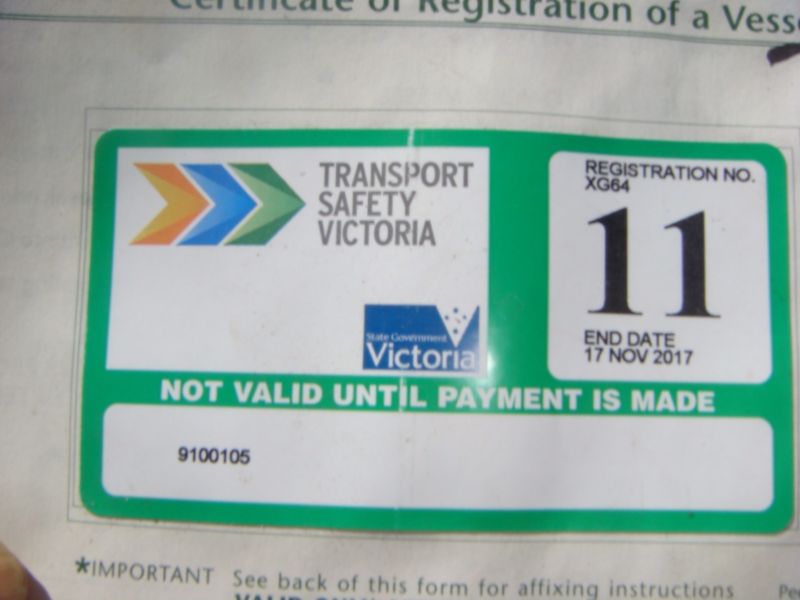 Certificate of Registration of a Vess
TRANSPORT
SAFETY
VICTORIA
State Government
Victoria
REGISTRATION NO.
XG64
11
END DATE
17 NOV 2017
NOT VALID UNTIL PAYMENT IS MADE
9100105
*IMPORTANT See back of this form for affixing instructions